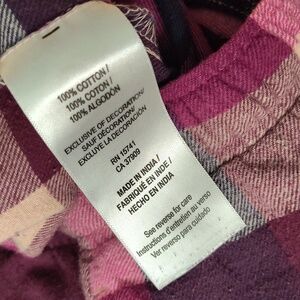 100% COTTON/
100% COTON/
100% ALGODÓN
EXCLUSIVE OF DECORATION/
SAUF DÉCORATION/
EXCLUYE LA DECORACIÓN
RN 15741
CA 37909
MADE IN INDIA/
FABRIQUÉ EN INDE/
HECHO EN INDIA
See reverse for care
Instructions d'entretien au verso
Ver reverso para cuidado